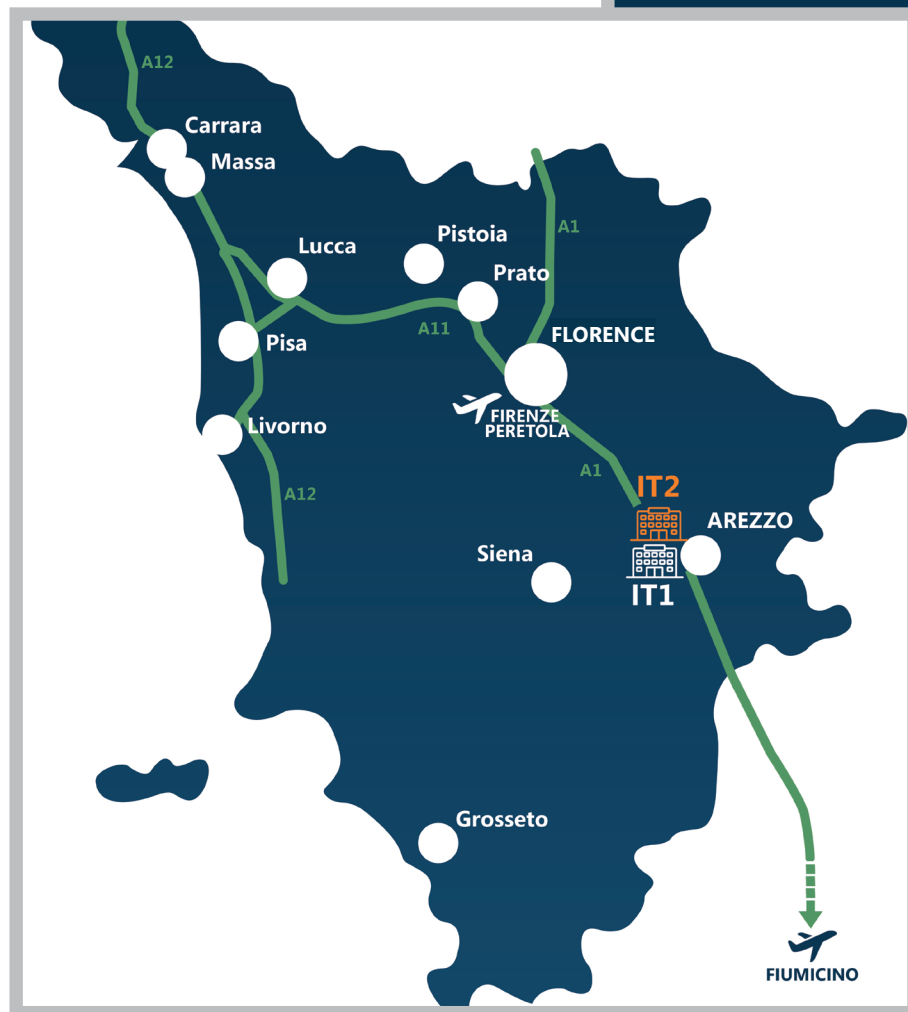 A12
Carrara
Massa
A1
Pistoia
Lucca
Prato
A11
FLORENCE
Pisa
FIRENZE
PERETOLA
Livorno
A1
IT2
A12
AREZZO
Siena
IT1
Grosseto
FIUMICINO